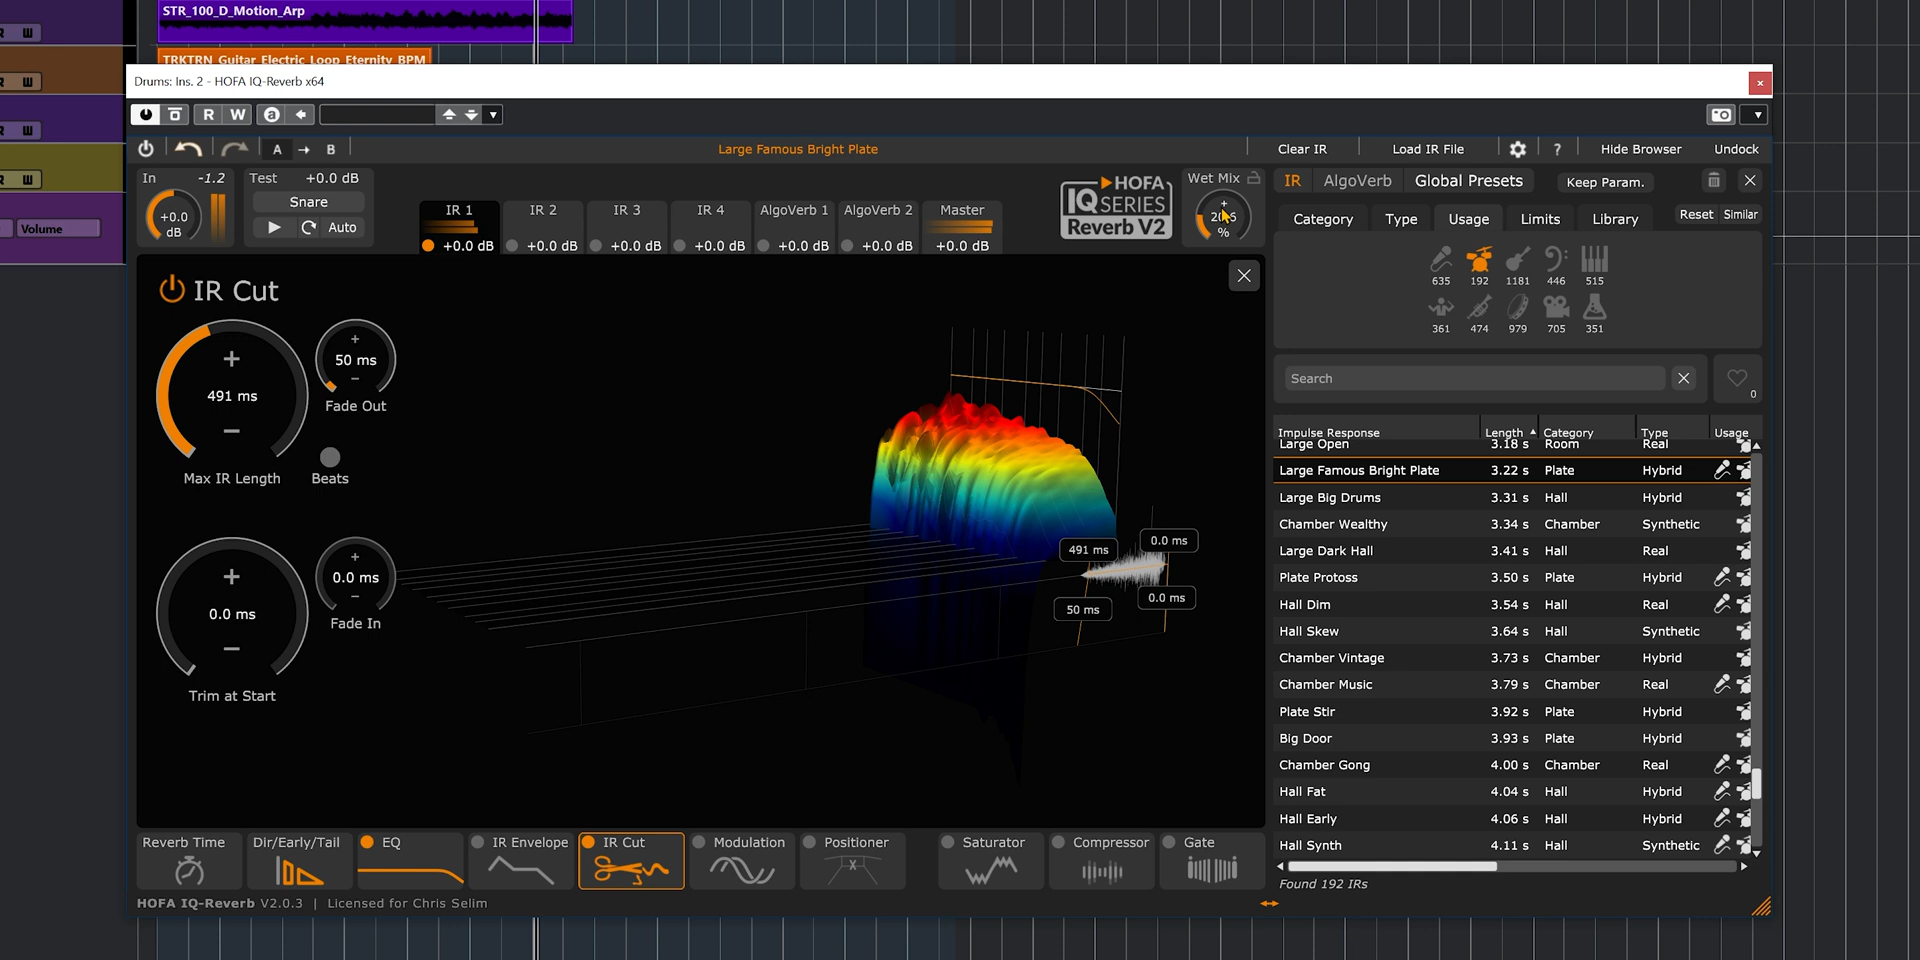 STR_100_D_Motion_Arp
TRKTRN Guitar Electric Loop Eternity BPM
Drums: Ins. 2 - HOFA IQ-Reverb x64
R W
A → B
Large Famous Bright Plate
Clear IR
Load IR File
?
Hide Browser
Undock
In -1.2
+0.0 dB
Test +0.0 dB
Snare
Auto
IR 1
+0.0 dB
IR 2
+0.0 dB
IR 3
+0.0 dB
IR 4
+0.0 dB
AlgoVerb 1
+0.0 dB
AlgoVerb 2
+0.0 dB
Master
+0.0 dB
HOFA
IQ SERIES
Reverb V2
Wet Mix
%
IR AlgoVerb Global Presets Keep Param.
Category Type Usage Limits Library Reset Similar
635 192 1181 446 515
361 474 979 705 351
Search
0
Volume
W
W
W
W
IR Cut
491 ms
Max IR Length
50 ms
Fade Out
Beats
0.0 ms
Trim at Start
0.0 ms
Fade In
491 ms
0.0 ms
50 ms
0.0 ms
Impulse Response Length Category Type Usage
Large Open 3.18 s Room Real
Large Famous Bright Plate 3.22 s Plate Hybrid
Large Big Drums 3.31 s Hall Hybrid
Chamber Wealthy 3.34 s Chamber Synthetic
Large Dark Hall 3.41 s Hall Real
Plate Protoss 3.50 s Plate Hybrid
Hall Dim 3.54 s Hall Real
Hall Skew 3.64 s Hall Synthetic
Chamber Vintage 3.73 s Chamber Hybrid
Chamber Music 3.79 s Chamber Real
Plate Stir 3.92 s Plate Hybrid
Big Door 3.93 s Plate Hybrid
Chamber Gong 4.00 s Chamber Real
Hall Fat 4.04 s Hall Hybrid
Hall Early 4.06 s Hall Hybrid
Hall Synth 4.11 s Hall Synthetic
Found 192 IRs
Reverb Time
Dir/Early/Tail
EQ
IR Envelope
IR Cut
Modulation
Positioner
Saturator
Compressor
Gate
HOFA IQ-Reverb V2.0.3 | Licensed for Chris Selim